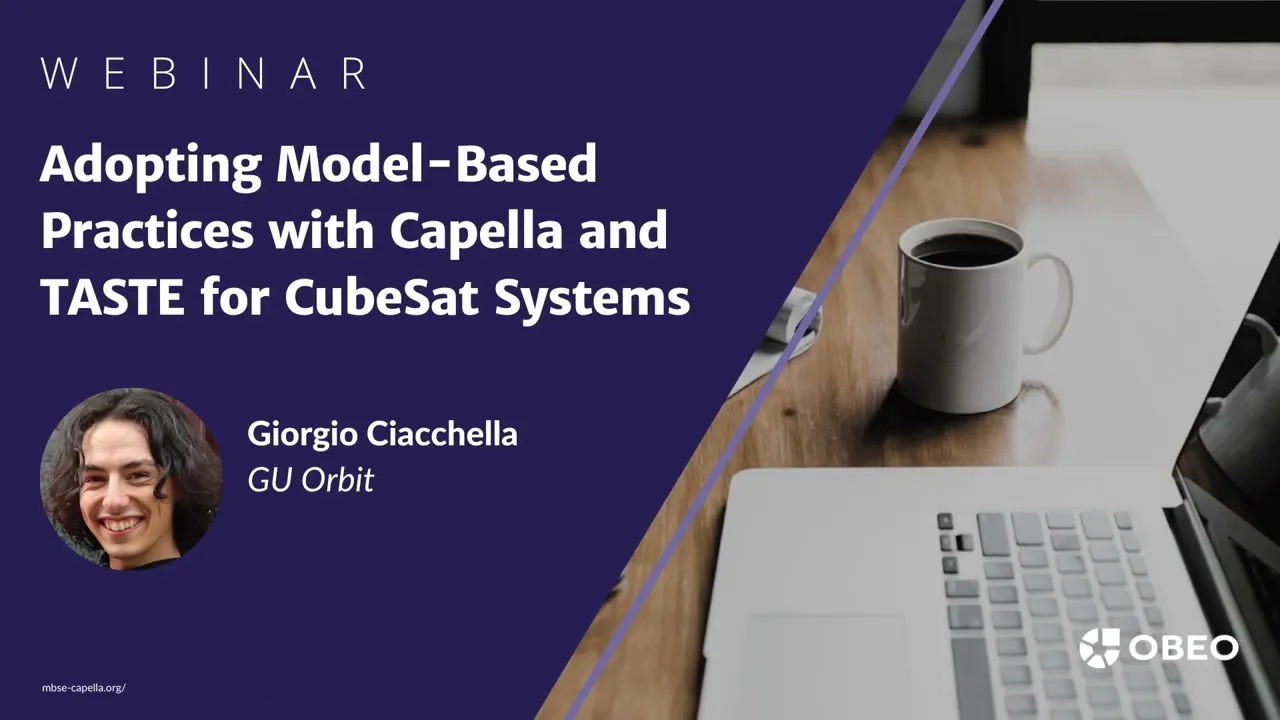 WEBINAR
Adopting Model-Based
Practices with Capella and
TASTE for CubeSat Systems
Giorgio Ciacchella
GU Orbit
OBEO
mbse-capella.org/